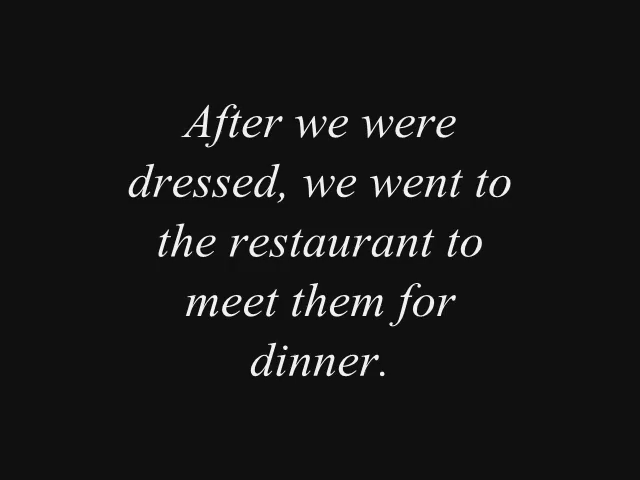 After we were
dressed, we went to
the restaurant to
meet them for
dinner.